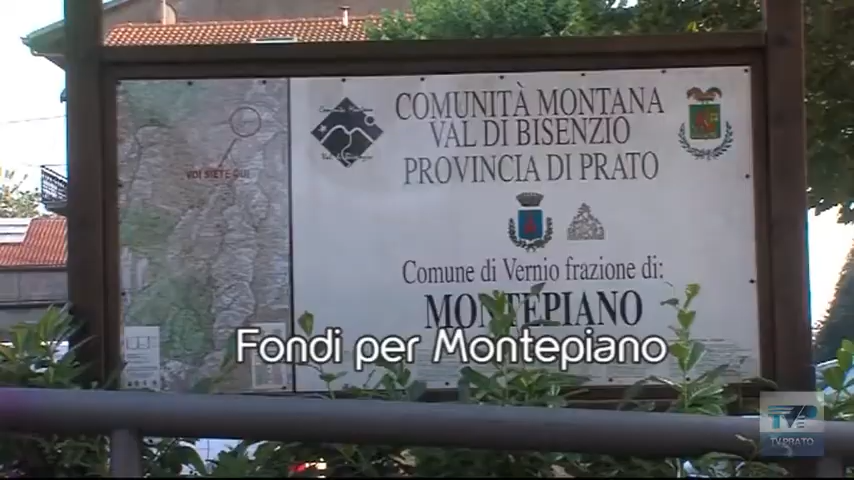 COMUNITÀ MONTANA
VAL DI BISENZIO
PROVINCIA DI PRATO
VOI SIETE QUI
Comune di Vernio frazione di:
MONTEPIANO
Fondi per Montepiano
TVP
TV PRATO